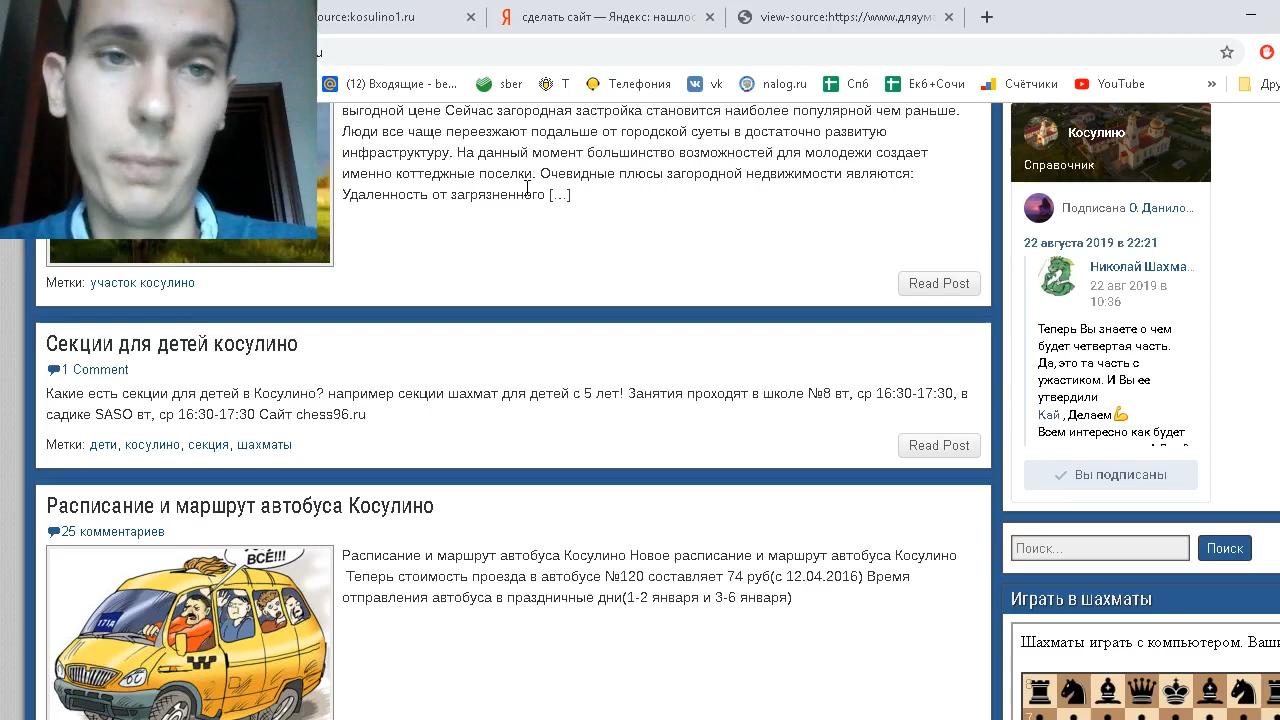 ource:kosulino1.ru
сделать сайт — Яндекс: нашлос
view-source:https://www.дляум
(12) Входящие - be...
sber
Т
Телефония
vk
nalog.ru
Спб
Екб Сочи
Счётчики
YouTube
»
Дру
выгодной цене Сейчас загородная застройка становится наиболее популярной чем раньше.
Люди все чаще переезжают подальше от городской суеты в достаточно развитую
инфраструктуру. На данный момент большинство возможностей для молодежи создает
именно коттеджные поселки. Очевидные плюсы загородной недвижимости являются:
Удаленность от загрязненного […]
Метки: участок косулино
Read Post
Секции для детей косулино
1 Comment
Какие есть секции для детей в Косулино? например секции шахмат для детей с 5 лет! Занятия проходят в школе №8 вт, ср 16:30-17:30, в
садике SASO вт, ср 16:30-17:30 Сайт chess96.ru
Метки: дети, косулино, секция, шахматы
Read Post
Расписание и маршрут автобуса Косулино
25 комментариев
ВСЁ!!!
171А
Расписание и маршрут автобуса Косулино Новое расписание и маршрут автобуса Косулино
Теперь стоимость проезда в автобусе №120 составляет 74 руб(с 12.04.2016) Время
отправления автобуса в праздничные дни(1-2 января и 3-6 января)
Косулино
Справочник
Подписана О. Данило...
22 августа 2019 в 22:21
Николай Шахма...
22 авг 2019 в
10:36
Теперь Вы знаете о чем
будет четвертая часть.
Да, это та часть с
ужастиком. И Вы ее
утвердили
Кай , Делаем💪
Всем интересно как будет
Вы подписаны
Поиск...
Поиск
Играть в шахматы
Шахматы играть с компьютером. Ваши
8
7